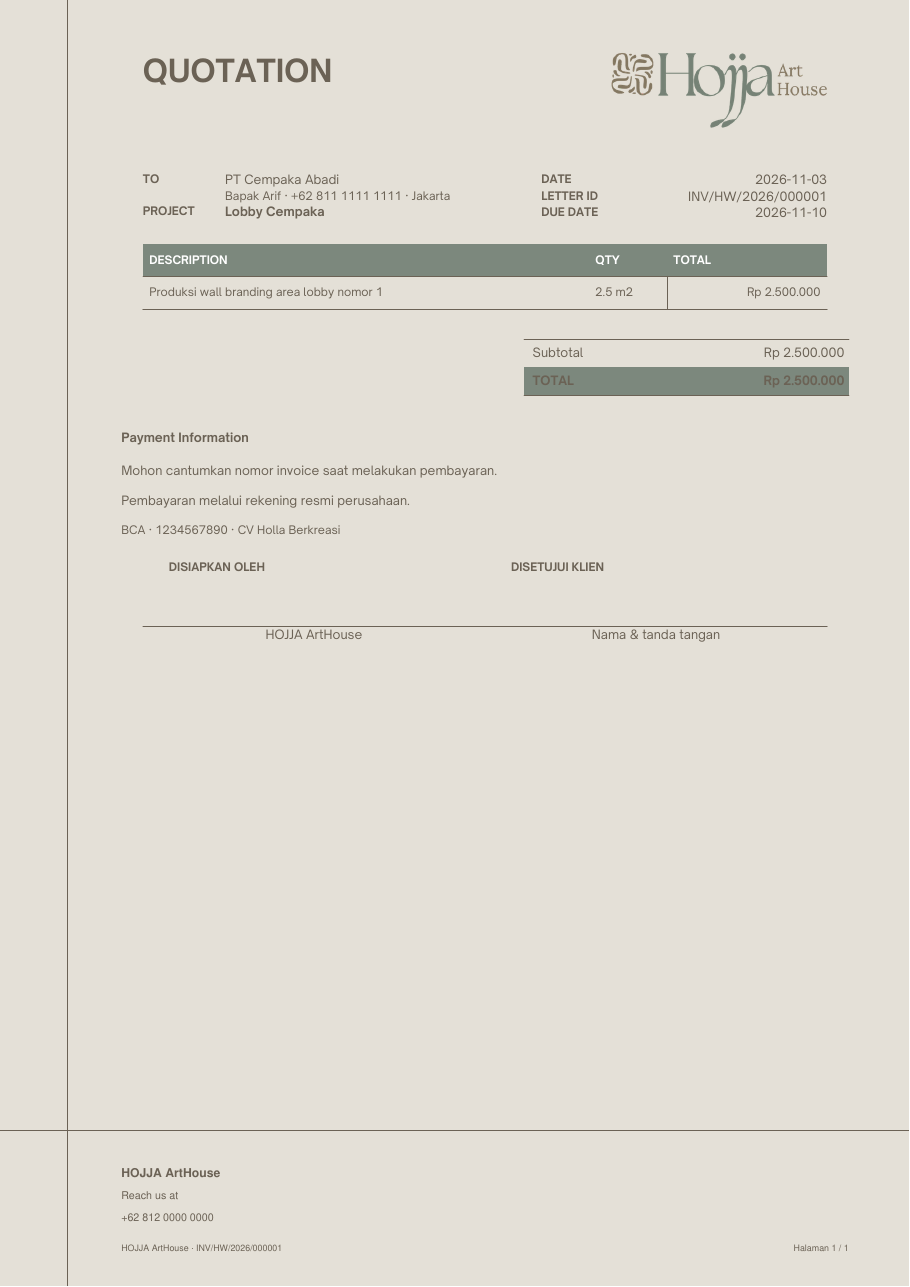 QUOTATION
Hojja Art House
TO PT Cempaka Abadi
Bapak Arif · +62 811 1111 1111 · Jakarta
PROJECT Lobby Cempaka
DATE 2026-11-03
LETTER ID INV/HW/2026/000001
DUE DATE 2026-11-10
DESCRIPTION QTY TOTAL
Produksi wall branding area lobby nomor 1 2.5 m2 Rp 2.500.000
Subtotal Rp 2.500.000
TOTAL Rp 2.500.000
Payment Information
Mohon cantumkan nomor invoice saat melakukan pembayaran.
Pembayaran melalui rekening resmi perusahaan.
BCA · 1234567890 · CV Holla Berkreasi
DISIAPKAN OLEH DISETUJUI KLIEN
HOJJA ArtHouse Nama & tanda tangan
HOJJA ArtHouse
Reach us at
+62 812 0000 0000
HOJJA ArtHouse · INV/HW/2026/000001 Halaman 1 / 1